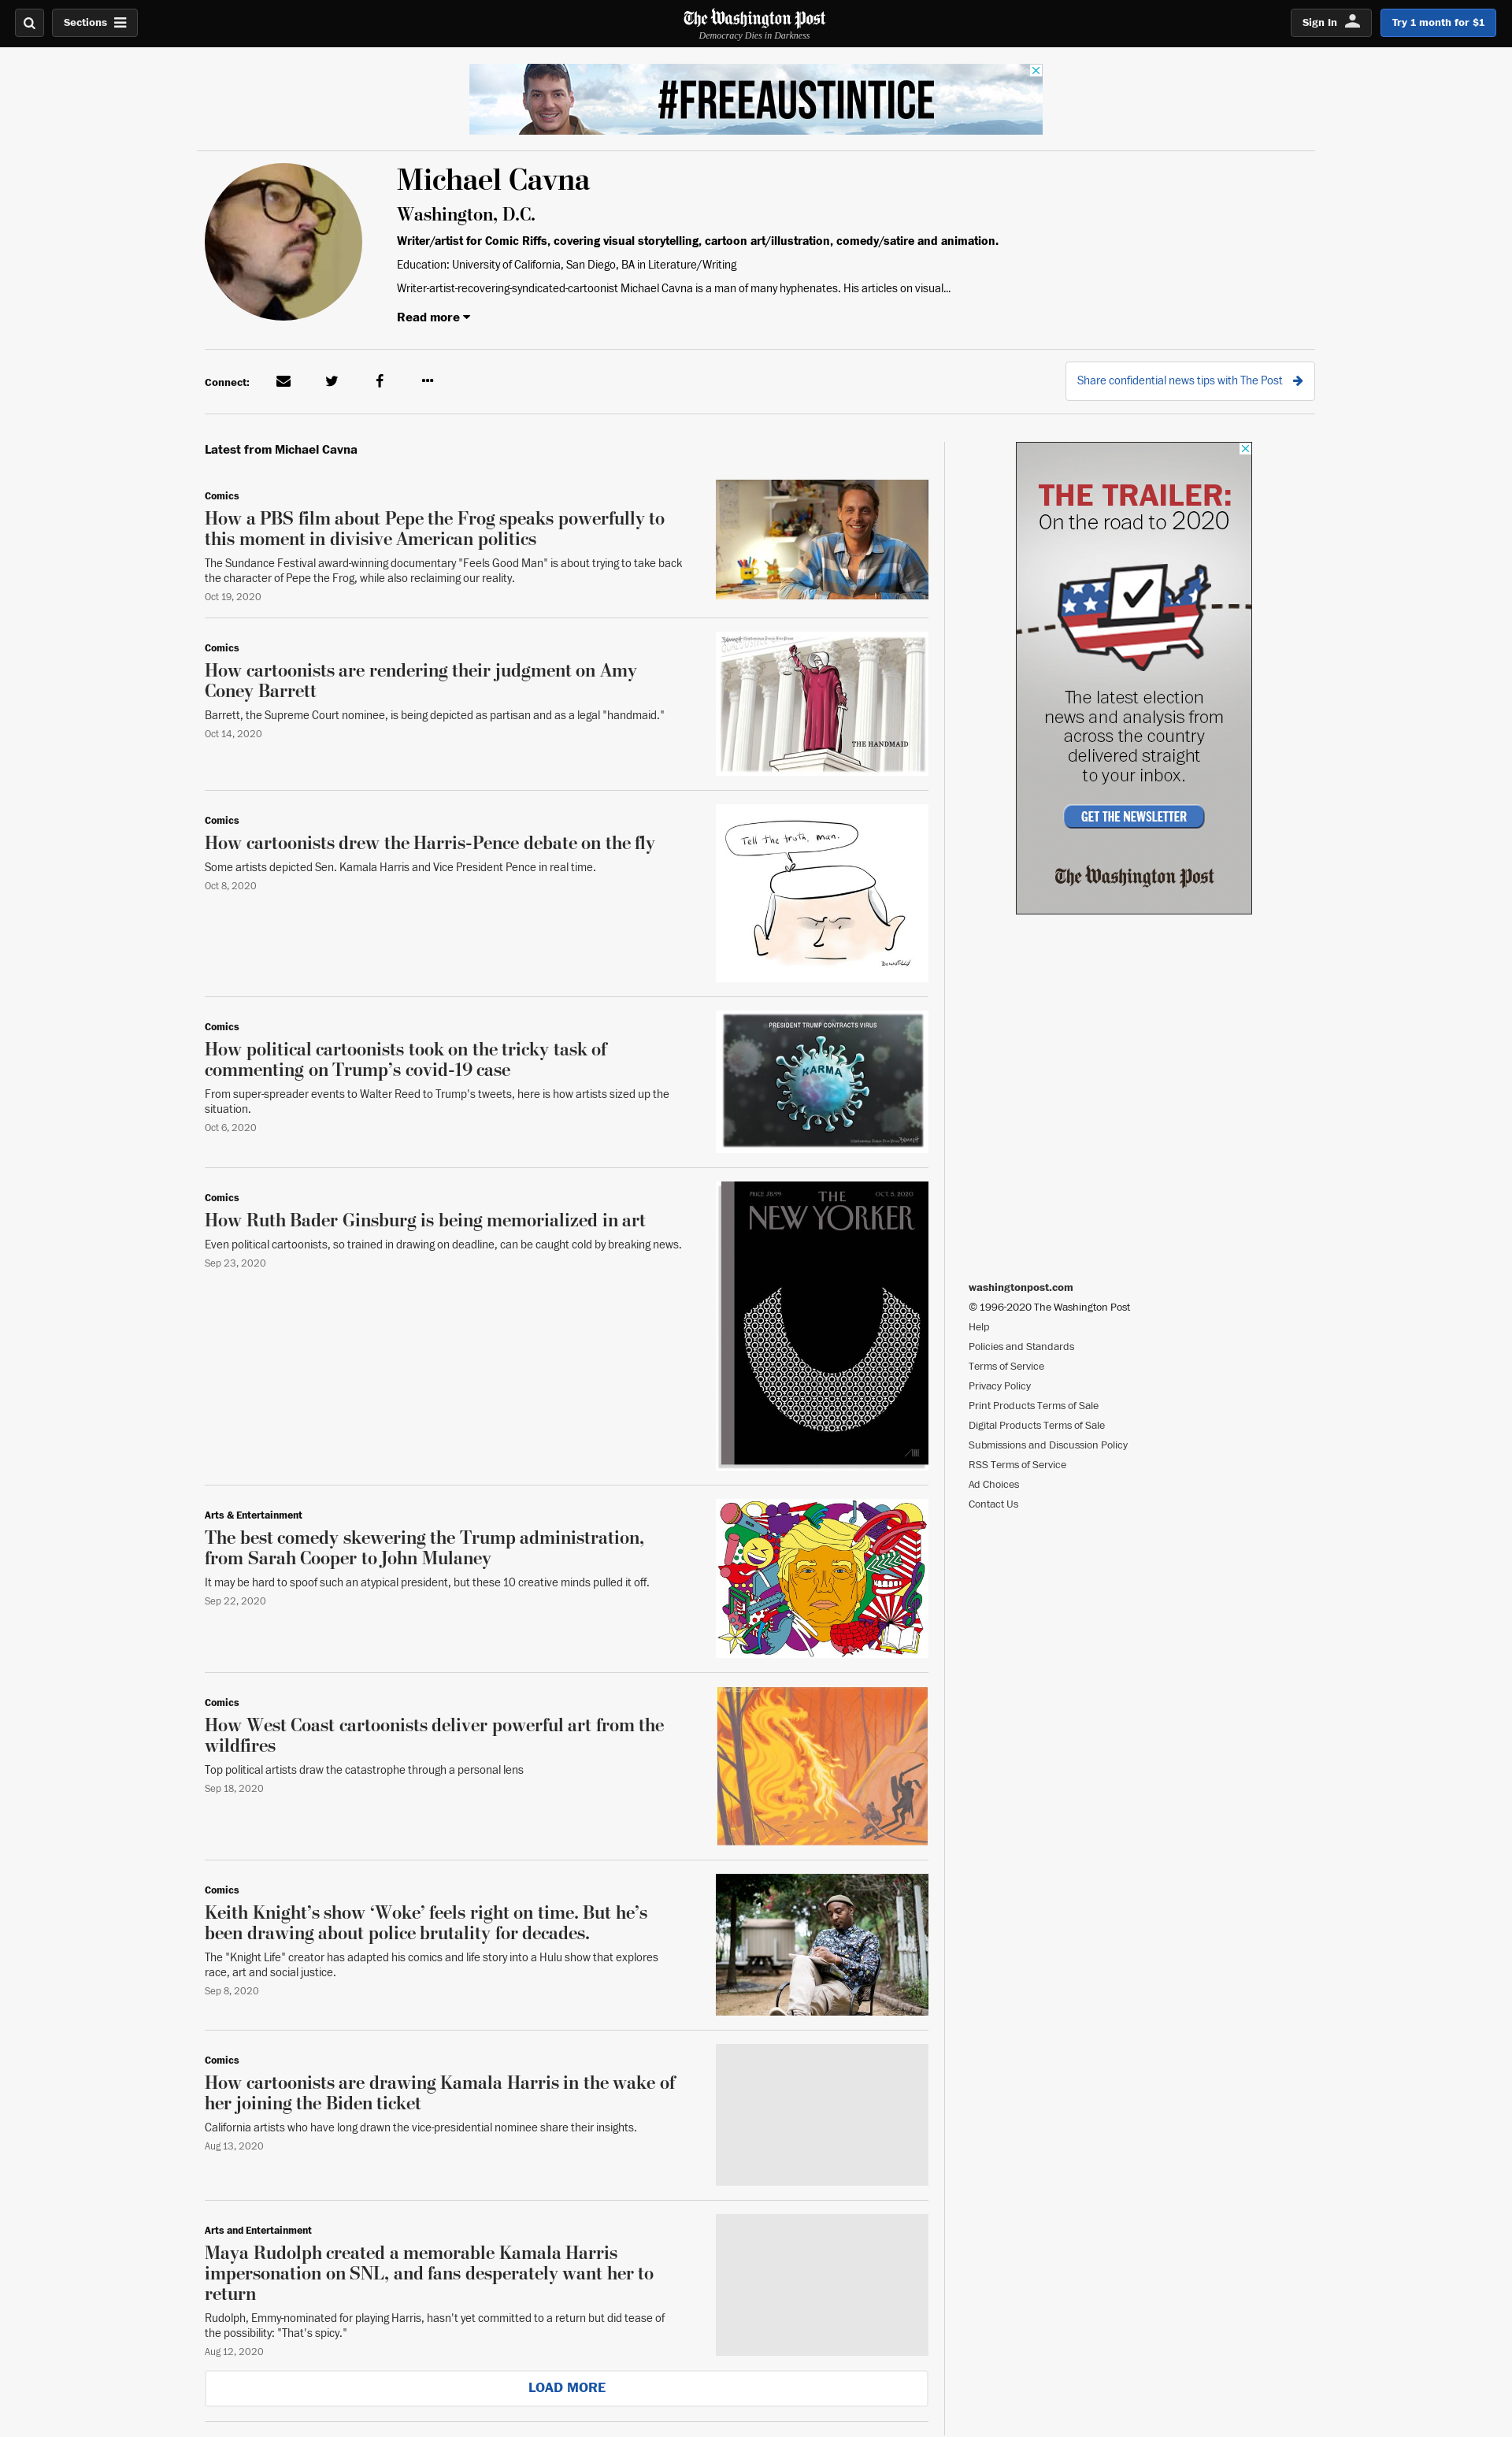 Sections
The Washington Post
Democracy Dies in Darkness
Sign In
Try 1 month for $1
#FREEAUSTINTICE
Michael Cavna
Washington, D.C.
Writer/artist for Comic Riffs, covering visual storytelling, cartoon art/illustration, comedy/satire and animation.
Education: University of California, San Diego, BA in Literature/Writing
Writer-artist-recovering-syndicated-cartoonist Michael Cavna is a man of many hyphenates. His articles on visual...
Read more
Connect:
Share confidential news tips with The Post
Latest from Michael Cavna
Comics
How a PBS film about Pepe the Frog speaks powerfully to
this moment in divisive American politics
The Sundance Festival award-winning documentary "Feels Good Man" is about trying to take back
the character of Pepe the Frog, while also reclaiming our reality.
Oct 19, 2020
Comics
How cartoonists are rendering their judgment on Amy
Coney Barrett
Barrett, the Supreme Court nominee, is being depicted as partisan and as a legal "handmaid."
Oct 14, 2020
THE HANDMAID
Comics
How cartoonists drew the Harris-Pence debate on the fly
Some artists depicted Sen. Kamala Harris and Vice President Pence in real time.
Oct 8, 2020
Tell the truth, man.
Comics
How political cartoonists took on the tricky task of
commenting on Trump's covid-19 case
From super-spreader events to Walter Reed to Trump's tweets, here is how artists sized up the
situation.
Oct 6, 2020
PRESIDENT TRUMP CONTRACTS VIRUS
KARMA
Comics
How Ruth Bader Ginsburg is being memorialized in art
Even political cartoonists, so trained in drawing on deadline, can be caught cold by breaking news.
Sep 23, 2020
PRICE $8.99
THE
OCT. 5, 2020
NEW YORKER
Arts & Entertainment
The best comedy skewering the Trump administration,
from Sarah Cooper to John Mulaney
It may be hard to spoof such an atypical president, but these 10 creative minds pulled it off.
Sep 22, 2020
Comics
How West Coast cartoonists deliver powerful art from the
wildfires
Top political artists draw the catastrophe through a personal lens
Sep 18, 2020
Comics
Keith Knight's show ‘Woke’ feels right on time. But he's
been drawing about police brutality for decades.
The "Knight Life" creator has adapted his comics and life story into a Hulu show that explores
race, art and social justice.
Sep 8, 2020
Comics
How cartoonists are drawing Kamala Harris in the wake of
her joining the Biden ticket
California artists who have long drawn the vice-presidential nominee share their insights.
Aug 13, 2020
Arts and Entertainment
Maya Rudolph created a memorable Kamala Harris
impersonation on SNL, and fans desperately want her to
return
Rudolph, Emmy-nominated for playing Harris, hasn't yet committed to a return but did tease of
the possibility: "That's spicy."
Aug 12, 2020
LOAD MORE
THE TRAILER:
On the road to 2020
The latest election
news and analysis from
across the country
delivered straight
to your inbox.
GET THE NEWSLETTER
The Washington Post
washingtonpost.com
© 1996-2020 The Washington Post
Help
Policies and Standards
Terms of Service
Privacy Policy
Print Products Terms of Sale
Digital Products Terms of Sale
Submissions and Discussion Policy
RSS Terms of Service
Ad Choices
Contact Us